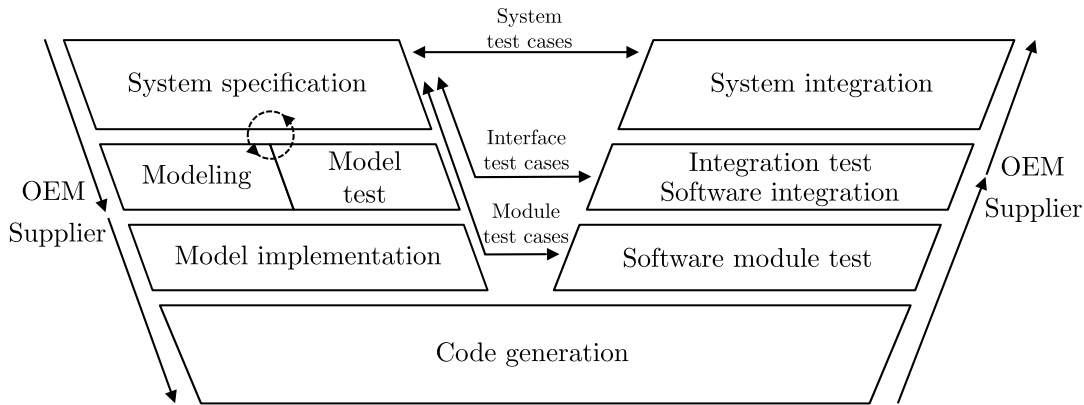 System
test cases
System specification
System integration
Interface
test cases
Modeling
Model
test
Integration test
Software integration
OEM
Supplier
OEM
Supplier
Module
test cases
Model implementation
Software module test
Code generation